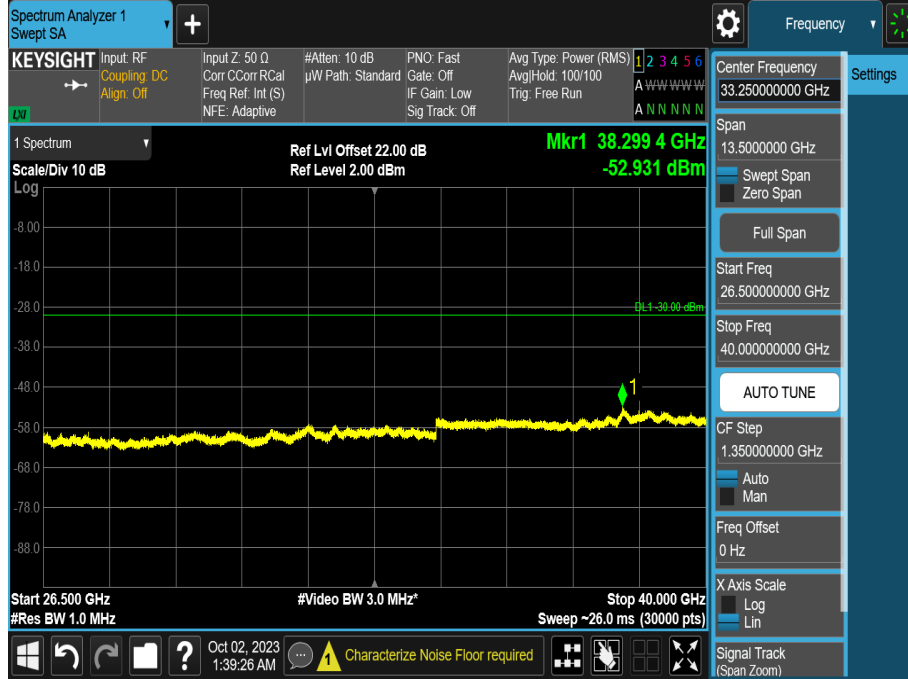 Spectrum Analyzer 1
Swept SA
Frequency
KEYSIGHT
LXI
Input: RF
Coupling: DC
Align: Off
Input Z: 50 Ω
Corr CCorr RCal
Freq Ref: Int (S)
NFE: Adaptive
#Atten: 10 dB
µW Path: Standard
PNO: Fast
Gate: Off
IF Gain: Low
Sig Track: Off
Avg Type: Power (RMS)
Avg|Hold: 100/100
Trig: Free Run
1 2 3 4 5 6
A W W W W W
A N N N N N
1 Spectrum
Scale/Div 10 dB
Log
Ref Lvl Offset 22.00 dB
Ref Level 2.00 dBm
Mkr1 38.299 4 GHz
-52.931 dBm
-8.00
-18.0
-28.0
DL1 -30.00 dBm
-38.0
-48.0
1
-58.0
-68.0
-78.0
-88.0
Start 26.500 GHz
#Res BW 1.0 MHz
#Video BW 3.0 MHz*
Stop 40.000 GHz
Sweep ~26.0 ms (30000 pts)
Oct 02, 2023
1:39:26 AM
Characterize Noise Floor required
Center Frequency
33.250000000 GHz
Span
13.5000000 GHz
Swept Span
Zero Span
Full Span
Start Freq
26.500000000 GHz
Stop Freq
40.000000000 GHz
AUTO TUNE
CF Step
1.350000000 GHz
Auto
Man
Freq Offset
0 Hz
X Axis Scale
Log
Lin
Signal Track
(Span Zoom)
Settings